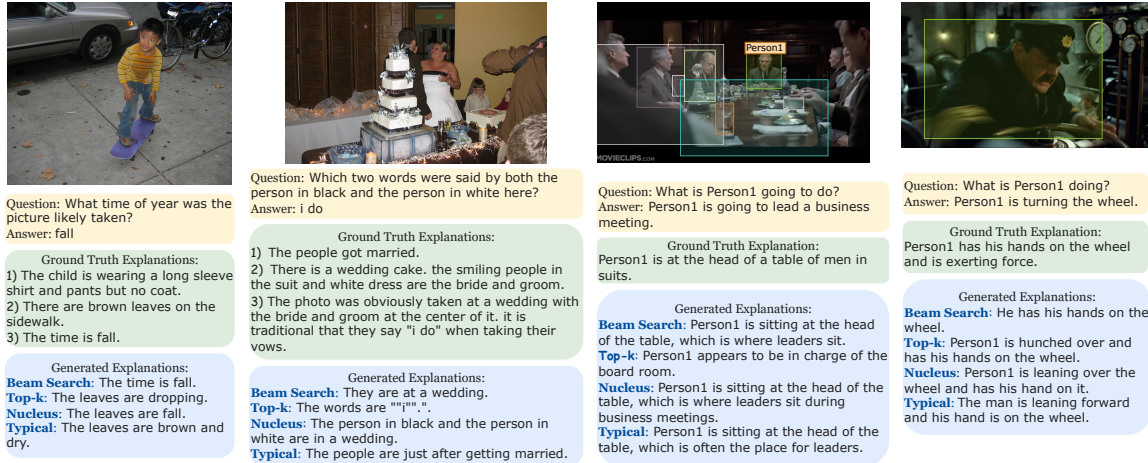 Question: What time of year was the
picture likely taken?
Answer: fall
Ground Truth Explanations:
1) The child is wearing a long sleeve
shirt and pants but no coat.
2) There are brown leaves on the
sidewalk.
3) The time is fall.
Generated Explanations:
Beam Search: The time is fall.
Top-k: The leaves are dropping.
Nucleus: The leaves are fall.
Typical: The leaves are brown and
dry.
Question: Which two words were said by both the
person in black and the person in white here?
Answer: i do
Ground Truth Explanations:
1) The people got married.
2) There is a wedding cake. the smiling people in
the suit and white dress are the bride and groom.
3) The photo was obviously taken at a wedding with
the bride and groom at the center of it. it is
traditional that they say "i do" when taking their
vows.
Generated Explanations:
Beam Search: They are at a wedding.
Top-k: The words are ""i"".".
Nucleus: The person in black and the person in
white are in a wedding.
Typical: The people are just after getting married.
Person1
MOVIECLIPS.COM
Question: What is Person1 going to do?
Answer: Person1 is going to lead a business
meeting.
Ground Truth Explanations:
Person1 is at the head of a table of men in
suits.
Generated Explanations:
Beam Search: Person1 is sitting at the head
of the table, which is where leaders sit.
Top-k: Person1 appears to be in charge of the
board room.
Nucleus: Person1 is sitting at the head of the
table, which is where leaders sit during
business meetings.
Typical: Person1 is sitting at the head of the
table, which is often the place for leaders.
Question: What is Person1 doing?
Answer: Person1 is turning the wheel.
Ground Truth Explanations:
Person1 has his hands on the wheel
and is exerting force.
Generated Explanations:
Beam Search: He has his hands on the
wheel.
Top-k: Person1 is hunched over and
has his hands on the wheel.
Nucleus: Person1 is leaning over the
wheel and has his hand on it.
Typical: The man is leaning forward
and his hand is on the wheel.